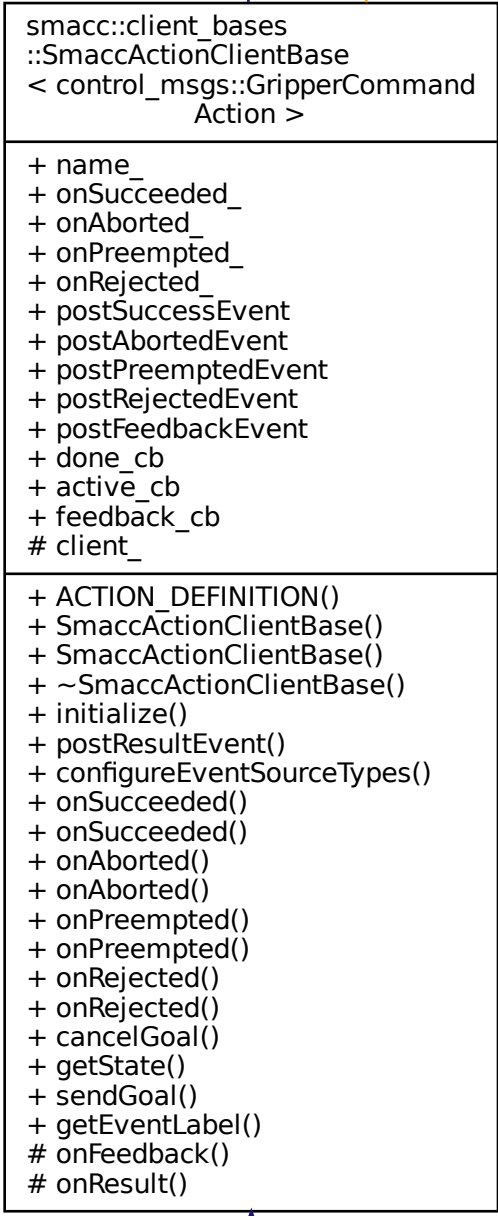 smacc::client_bases
::SmaccActionClientBase
< control_msgs::GripperCommand
Action >
+ name_
+ onSucceeded_
+ onAborted_
+ onPreempted_
+ onRejected_
+ postSuccessEvent
+ postAbortedEvent
+ postPreemptedEvent
+ postRejectedEvent
+ postFeedbackEvent
+ done_cb
+ active_cb
+ feedback_cb
# client_
+ ACTION_DEFINITION()
+ SmaccActionClientBase()
+ SmaccActionClientBase()
+ ~SmaccActionClientBase()
+ initialize()
+ postResultEvent()
+ configureEventSourceTypes()
+ onSucceeded()
+ onSucceeded()
+ onAborted()
+ onAborted()
+ onPreempted()
+ onPreempted()
+ onRejected()
+ onRejected()
+ cancelGoal()
+ getState()
+ sendGoal()
+ getEventLabel()
# onFeedback()
# onResult()